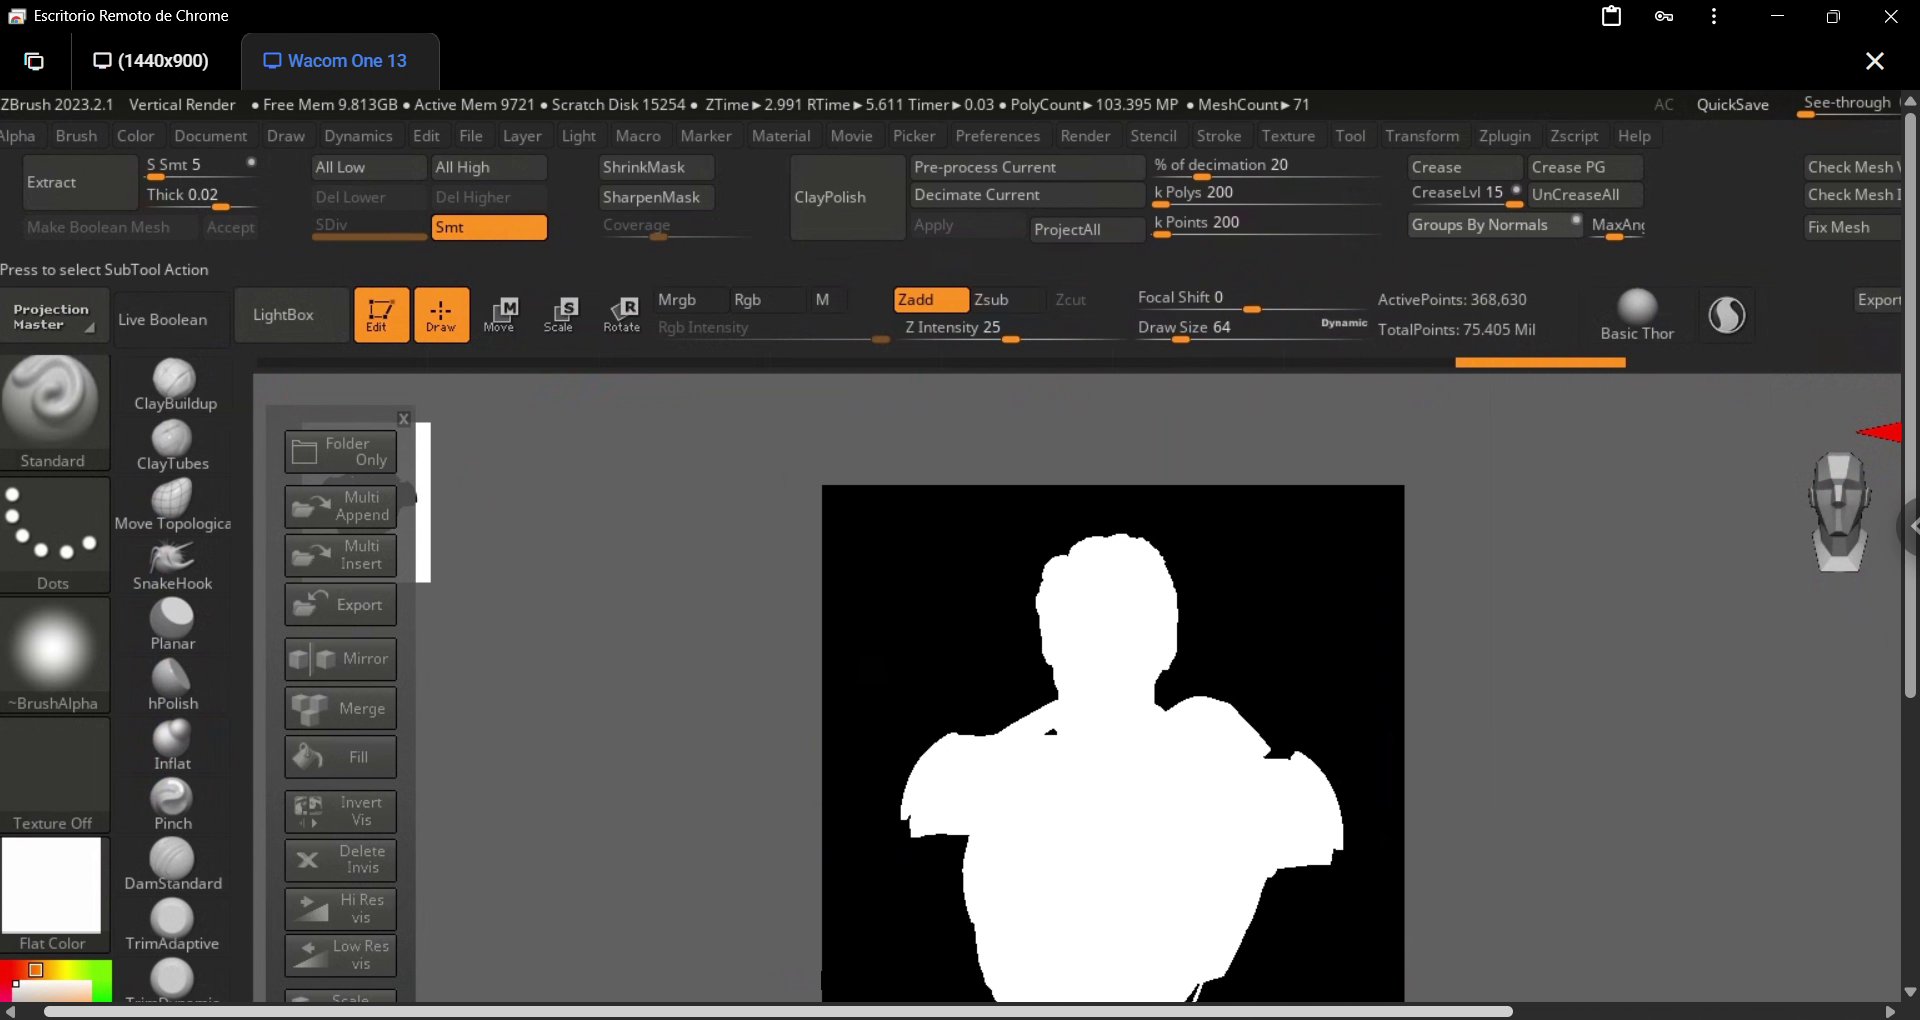 Escritorio Remoto de Chrome
(1440x900)
Wacom One 13
ZBrush 2023.2.1 Vertical Render • Free Mem 9.813GB • Active Mem 9721 • Scratch Disk 15254 • ZTime▶2.991 RTime▶5.611 Timer▶0.03 • PolyCount▶103.395 MP • MeshCount▶71
AC QuickSave See-through
lpha Brush Color Document Draw Dynamics Edit File Layer Light Macro Marker Material Movie Picker Preferences Render Stencil Stroke Texture Tool Transform Zplugin Zscript Help
Extract
S Smt 5
Thick 0.02
Make Boolean Mesh Accept
All Low All High
Del Lower Del Higher
SDiv Smt
ShrinkMask
SharpenMask
Coverage
ClayPolish
Pre-process Current
Decimate Current
Apply ProjectAll
% of decimation 20
k Polys 200
k Points 200
Crease Crease PG
CreaseLvl 15 UnCreaseAll
Groups By Normals MaxAng
Check Mesh
Check Mesh
Fix Mesh
Press to select SubTool Action
Projection
Master
Live Boolean
LightBox
Edit
Draw
M
Move
S
Scale
R
Rotate
Mrgb Rgb M
Rgb Intensity
Zadd Zsub Zcut
Z Intensity 25
Focal Shift 0
Draw Size 64 Dynamic
ActivePoints: 368,630
TotalPoints: 75.405 Mil
Basic Thor
Export
Standard
Dots
~BrushAlpha
Texture Off
Flat Color
ClayBuildup
ClayTubes
Move Topologica
SnakeHook
Planar
hPolish
Inflat
Pinch
DamStandard
TrimAdaptive
TrimDynamic
X
Folder
Only
Multi
Append
Multi
Insert
Export
Mirror
Merge
Fill
Invert
Vis
Delete
Invis
Hi Res
vis
Low Res
vis
Scale